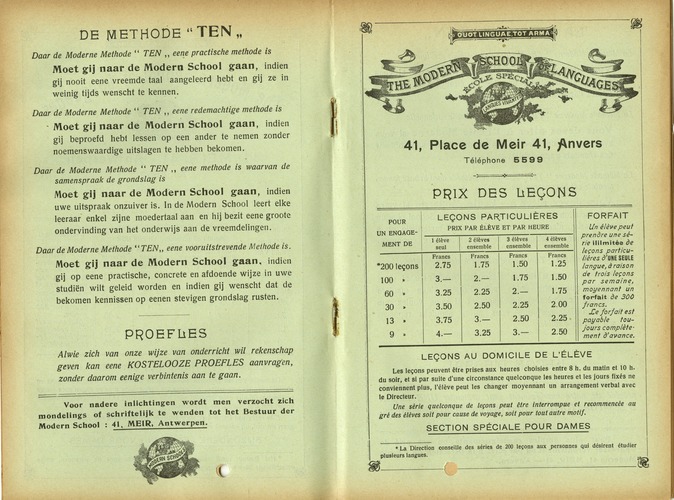 DE METHODE “TEN„
Daar de Moderne Methode “ TEN „ eene practische methode is
Moet gij naar de Modern School gaan, indien
gij nooit eene vreemde taal aangeleerd hebt en gij ze in
weinig tijds wenscht te kennen.
Daar de Moderne Methode “ TEN „ eene redemachtige methode is
Moet gij naar de Modern School gaan, indien
gij beproefd hebt lessen op een ander te nemen zonder
noemenswaardige uitslagen te hebben bekomen.
Daar de Moderne Methode “ TEN „ eene methode is waarvan de
samenspraak de grondslag is
Moet gij naar de Modern School gaan, indien
uwe uitspraak onzuiver is. In de Modern School leert elke
leeraar enkel zijne moedertaal aan en hij bezit eene groote
ondervinding van het onderwijs aan de vreemdelingen.
Daar de Moderne Methode “TEN„ eene vooruitstrevende Methode is.
Moet gij naar de Modern School gaan, indien
gij op eene practische, concrete en afdoende wijze in uwe
studiën wilt geleid worden en indien gij wenscht dat de
bekomen kennissen op eenen stevigen grondslag rusten.
PROEFLES
Alwie zich van onze wijze van onderricht wil rekenschap
geven kan eene KOSTELOOZE PROEFLES aanvragen,
zonder daarom eenige verbintenis aan te gaan.
Voor nadere inlichtingen wordt men verzocht zich
mondelings of schriftelijk te wenden tot het Bestuur der
Modern School : 41, MEIR, Antwerpen.
MODERN SCHOOL
QUOT LINGUAE TOT ARMA
THE MODERN SCHOOL OF LANGUAGES
ÉCOLE SPÉCIALE
LANGUES VIVANTES
41, Place de Meir 41, Anvers
Téléphone 5599
PRIX DES LEÇONS
POUR
UN ENGAGE-
MENT DE
LEÇONS PARTICULIÈRES
PRIX PAR ÉLÈVE ET PAR HEURE
1 élève seul 2 élèves ensemble 3 élèves ensemble 4 élèves ensemble
Francs Francs Francs Francs
*200 leçons 2.75 1.75 1.50 1.25
100 » 3.— 2.— 1.75 1.50
60 » 3.25 2.25 2.— 1.75
30 » 3.50 2.50 2.25 2.00
13 » 3.75 3.— 2.50 2.25
9 » 4.— 3.25 3.— 2.50
FORFAIT
Un élève peut
prendre une sé-
rie illimitée de
leçons particu-
lières d'UNE SEULE
langue, à raison
de trois leçons
par semaine,
moyennant un
forfait de 300
francs.
Le forfait est
payable tou-
jours complète-
ment d'avance.
LEÇONS AU DOMICILE DE L'ÉLÈVE
Les leçons peuvent être prises aux heures choisies entre 8 h. du matin et 10 h.
du soir, et si par suite d'une circonstance quelconque les heures et les jours fixés ne
conviennent plus, l'élève peut les changer moyennant un arrangement verbal avec
le Directeur.
Une série quelconque de leçons peut être interrompue et recommencée au
gré des élèves soit pour cause de voyage, soit pour tout autre motif.
SECTION SPÉCIALE POUR DAMES
* La Direction conseille des séries de 200 leçons aux personnes qui désirent étudier
plusieurs langues.